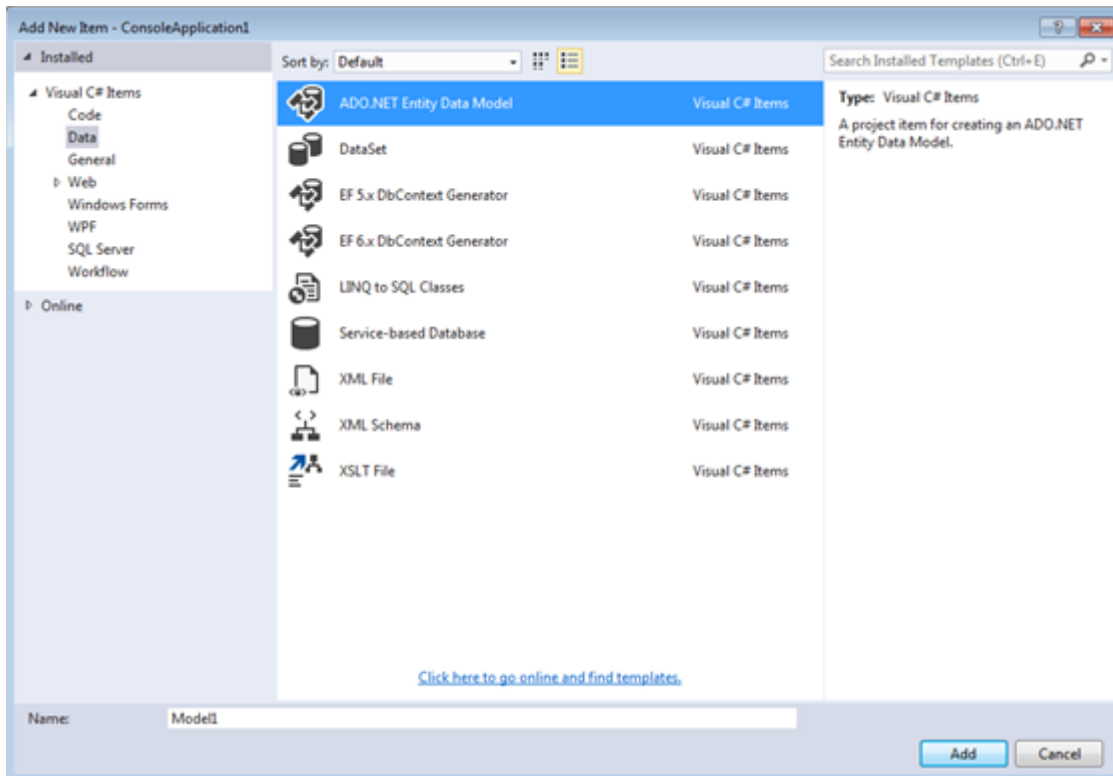 Add New Item - ConsoleApplication1
Installed
Sort by: Default
Search Installed Templates (Ctrl+E)
Visual C# Items
Code
Data
General
Web
Windows Forms
WPF
SQL Server
Workflow
Online
ADO.NET Entity Data Model Visual C# Items
DataSet Visual C# Items
EF 5.x DbContext Generator Visual C# Items
EF 6.x DbContext Generator Visual C# Items
LINQ to SQL Classes Visual C# Items
Service-based Database Visual C# Items
XML File Visual C# Items
XML Schema Visual C# Items
XSLT File Visual C# Items
Click here to go online and find templates.
Type: Visual C# Items
A project item for creating an ADO.NET
Entity Data Model.
Name: Model1
Add Cancel